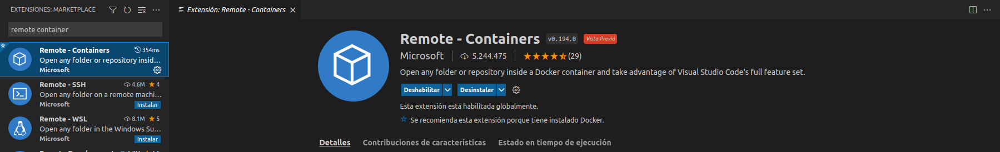 EXTENSIONES: MARKETPLACE
remote container
Remote - Containers 354ms
Open any folder or repository insid...
Microsoft
Remote - SSH 4.6M ★ 4
Open any folder on a remote machi...
Microsoft Instalar
Remote - WSL 8.1M ★ 5
Open any folder in the Windows Su...
Microsoft Instalar
Extensión: Remote - Containers
Remote - Containers v0.194.0 Vista Previa
Microsoft 5.244.475 (29)
Open any folder or repository inside a Docker container and take advantage of Visual Studio Code's full feature set.
Deshabilitar Desinstalar
Esta extensión está habilitada globalmente.
Se recomienda esta extensión porque tiene instalado Docker.
Detalles Contribuciones de características Estado en tiempo de ejecución